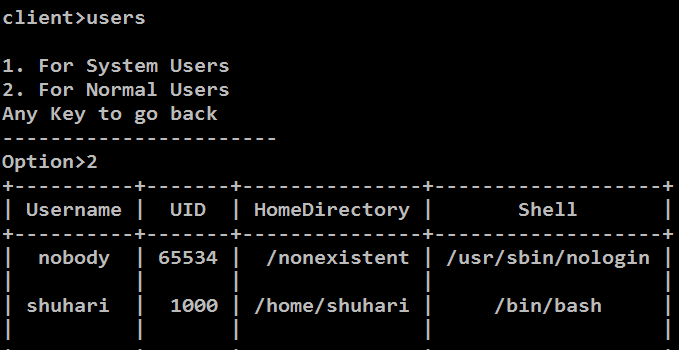 client>users
1. For System Users
2. For Normal Users
Any Key to go back
-----------------------
Option>2
+----------+-------+---------------+-------------------+
| Username | UID | HomeDirectory | Shell |
+----------+-------+---------------+-------------------+
| nobody | 65534 | /nonexistent | /usr/sbin/nologin |
| | | | |
| shuhari | 1000 | /home/shuhari | /bin/bash |
| | | | |